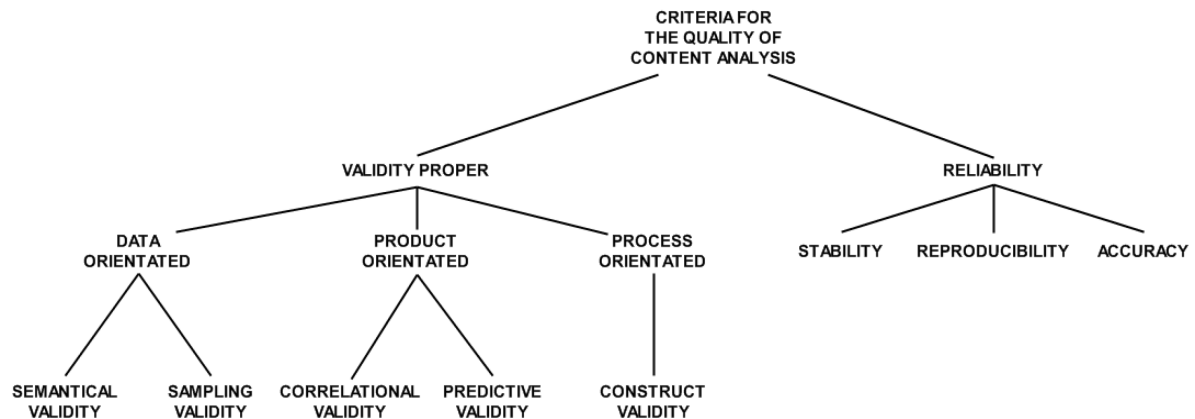 CRITERIA FOR
THE QUALITY OF
CONTENT ANALYSIS
VALIDITY PROPER
RELIABILITY
DATA
ORIENTATED
PRODUCT
ORIENTATED
PROCESS
ORIENTATED
STABILITY
REPRODUCIBILITY
ACCURACY
SEMANTICAL
VALIDITY
SAMPLING
VALIDITY
CORRELATIONAL
VALIDITY
PREDICTIVE
VALIDITY
CONSTRUCT
VALIDITY